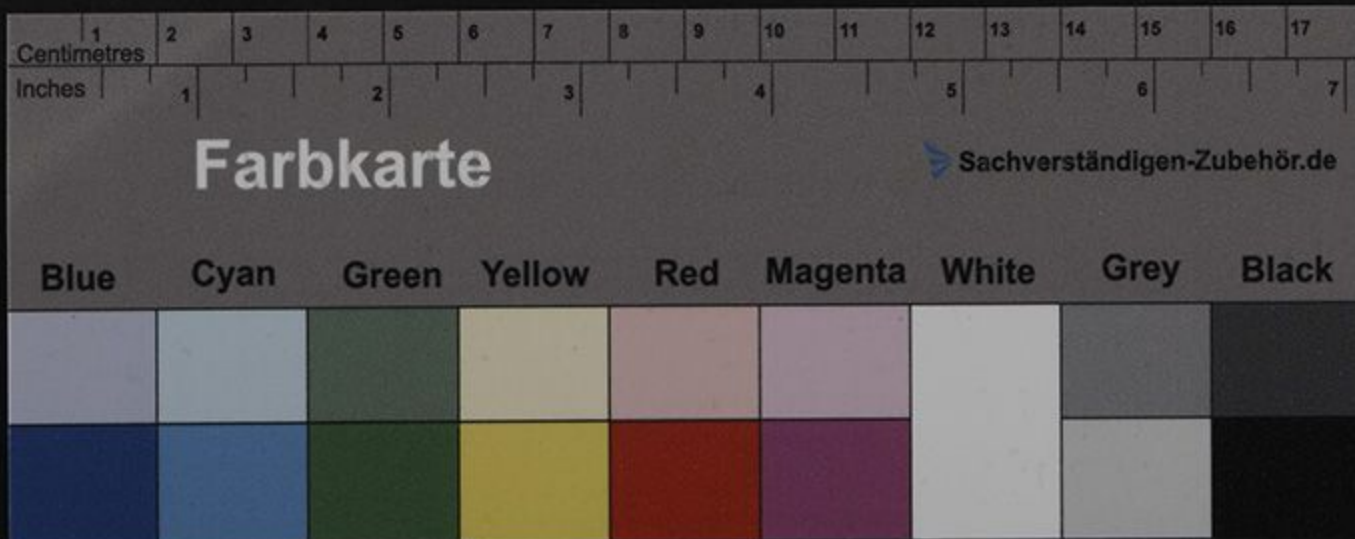 1 2 3 4 5 6 7 8 9 10 11 12 13 14 15 16 17
Centimetres
Inches 1 2 3 4 5 6 7
Farbkarte
Sachverständigen-Zubehör.de
Blue Cyan Green Yellow Red Magenta White Grey Black